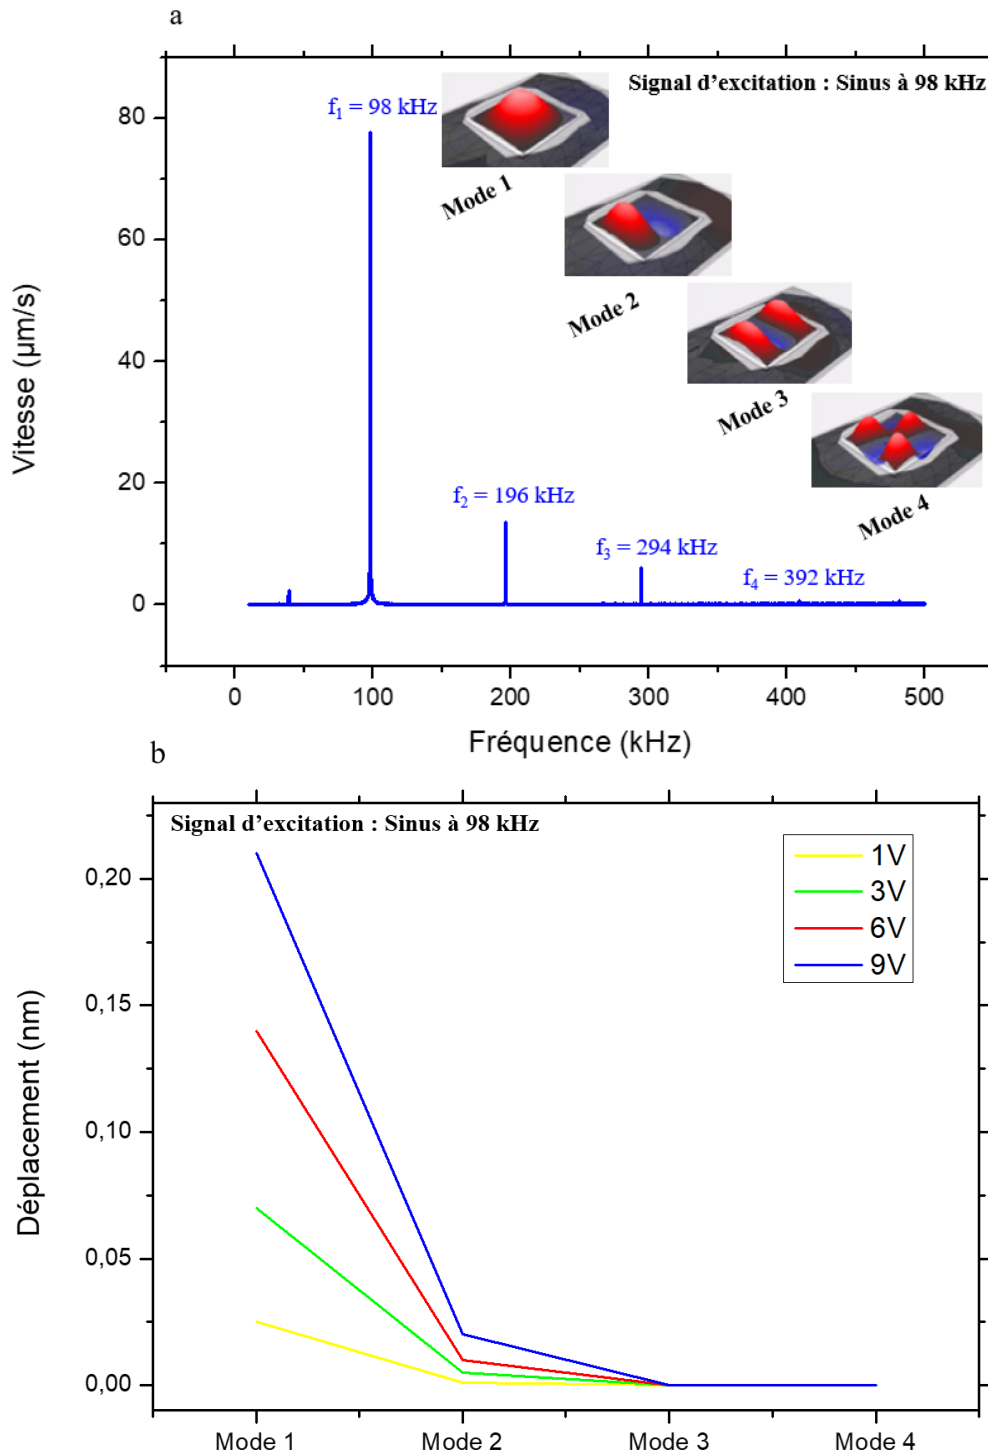 a
Signal d’excitation : Sinus à 98 kHz
f1 = 98 kHz
Mode 1
Mode 2
Mode 3
Mode 4
f2 = 196 kHz
f3 = 294 kHz
f4 = 392 kHz
80
60
40
20
0
Vitesse (µm/s)
0 100 200 300 400 500
Fréquence (kHz)
b
Signal d’excitation : Sinus à 98 kHz
1V
3V
6V
9V
0,20
0,15
0,10
0,05
0,00
Déplacement (nm)
Mode 1 Mode 2 Mode 3 Mode 4